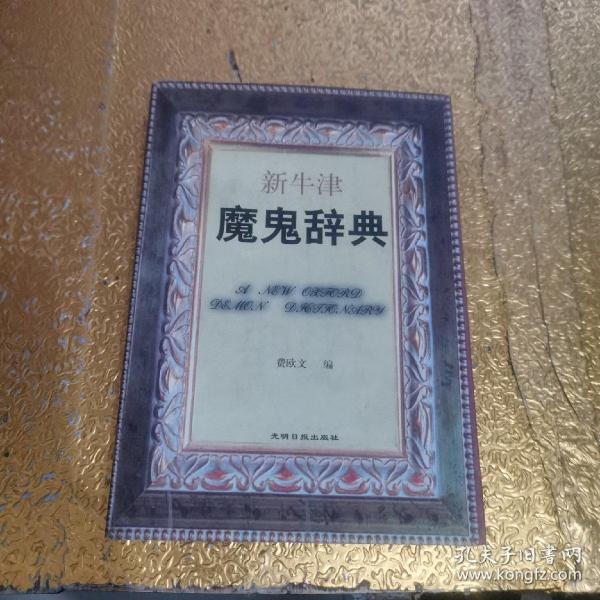 新牛津
魔鬼辞典
A NEW OXFORD
DEMON DICTIONARY
费欧文 编
光明日报出版社
孔夫子旧书网
www.kongfz.com